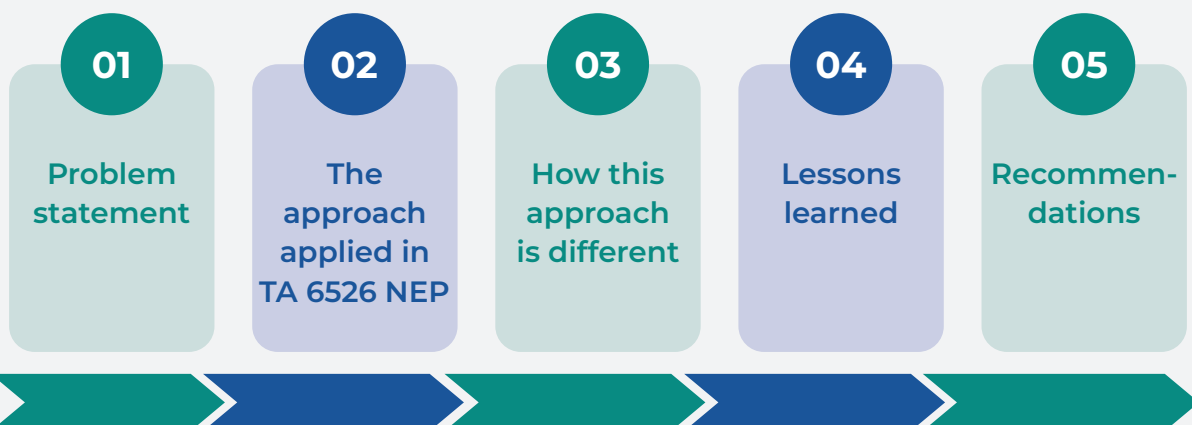 01
Problem
statement
02
The
approach
applied in
TA 6526 NEP
03
How this
approach
is different
04
Lessons
learned
05
Recommen-
dations